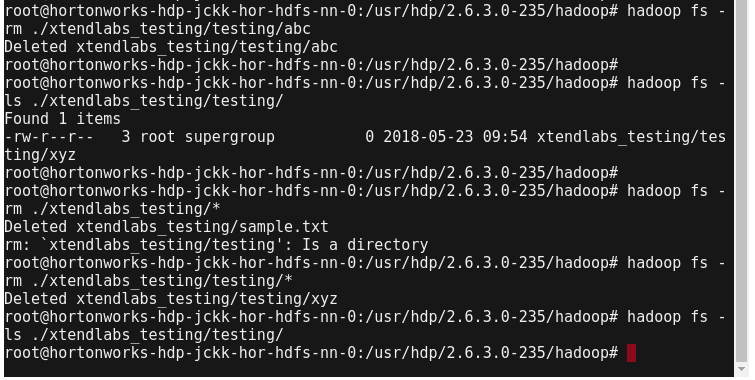 root@hortonworks-hdp-jckk-hor-hdfs-nn-0:/usr/hdp/2.6.3.0-235/hadoop# hadoop fs -
rm ./xtendlabs_testing/testing/abc
Deleted xtendlabs_testing/testing/abc
root@hortonworks-hdp-jckk-hor-hdfs-nn-0:/usr/hdp/2.6.3.0-235/hadoop#
root@hortonworks-hdp-jckk-hor-hdfs-nn-0:/usr/hdp/2.6.3.0-235/hadoop# hadoop fs -
ls ./xtendlabs_testing/testing/
Found 1 items
-rw-r--r--   3 root supergroup          0 2018-05-23 09:54 xtendlabs_testing/tes
ting/xyz
root@hortonworks-hdp-jckk-hor-hdfs-nn-0:/usr/hdp/2.6.3.0-235/hadoop#
root@hortonworks-hdp-jckk-hor-hdfs-nn-0:/usr/hdp/2.6.3.0-235/hadoop# hadoop fs -
rm ./xtendlabs_testing/*
Deleted xtendlabs_testing/sample.txt
rm: `xtendlabs_testing/testing': Is a directory
root@hortonworks-hdp-jckk-hor-hdfs-nn-0:/usr/hdp/2.6.3.0-235/hadoop# hadoop fs -
rm ./xtendlabs_testing/testing/*
Deleted xtendlabs_testing/testing/xyz
root@hortonworks-hdp-jckk-hor-hdfs-nn-0:/usr/hdp/2.6.3.0-235/hadoop# hadoop fs -
ls ./xtendlabs_testing/testing/
root@hortonworks-hdp-jckk-hor-hdfs-nn-0:/usr/hdp/2.6.3.0-235/hadoop#